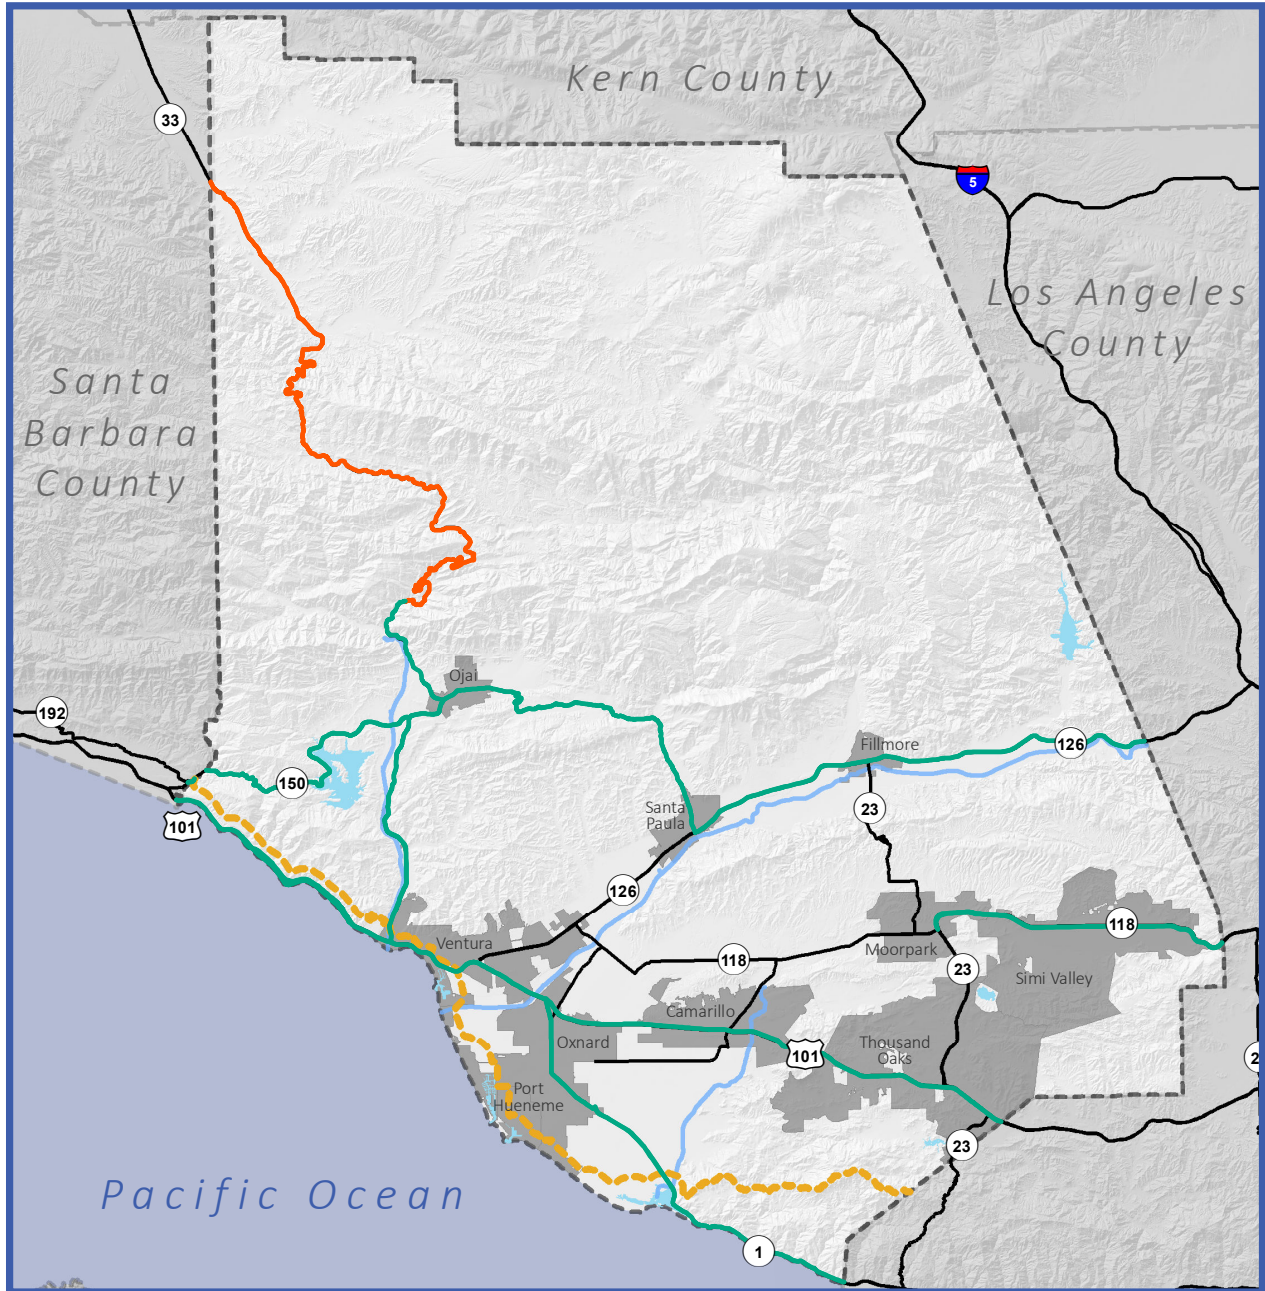 Kern County
33
5
Los Angeles
County
Santa
Barbara
County
Ojai
192
150
126
Fillmore
101
Santa
Paula
23
126
118
Ventura
Moorpark
118
23
Simi Valley
Camarillo
Oxnard
101
Thousand
Oaks
2
Port
Hueneme
23
Pacific Ocean
1